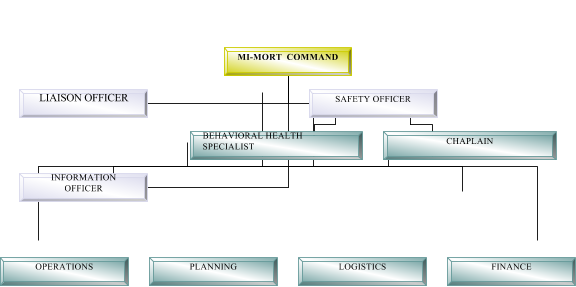 MI-MORT COMMAND
LIAISON OFFICER
SAFETY OFFICER
BEHAVIORAL HEALTH
SPECIALIST
CHAPLAIN
INFORMATION
OFFICER
OPERATIONS
PLANNING
LOGISTICS
FINANCE